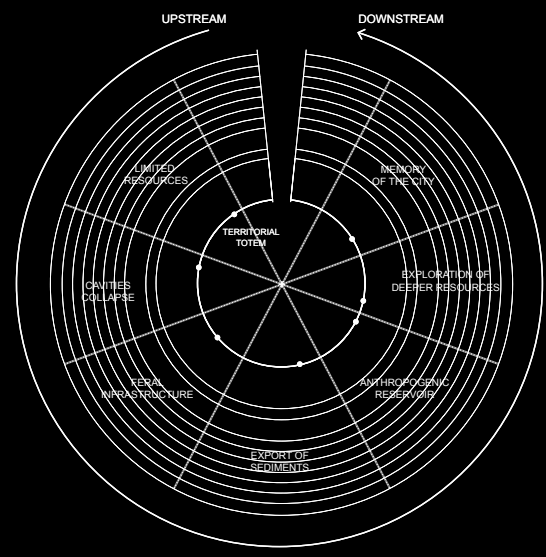 UPSTREAM
DOWNSTREAM
LIMITED
RESOURCES
MEMORY
OF THE CITY
TERRITORIAL
TOTEM
CAVITIES
COLLAPSE
EXPLORATION OF
DEEPER RESOURCES
FERAL
INFRASTRUCTURE
ANTHROPOGENIC
RESERVOIR
EXPORT OF
SEDIMENTS